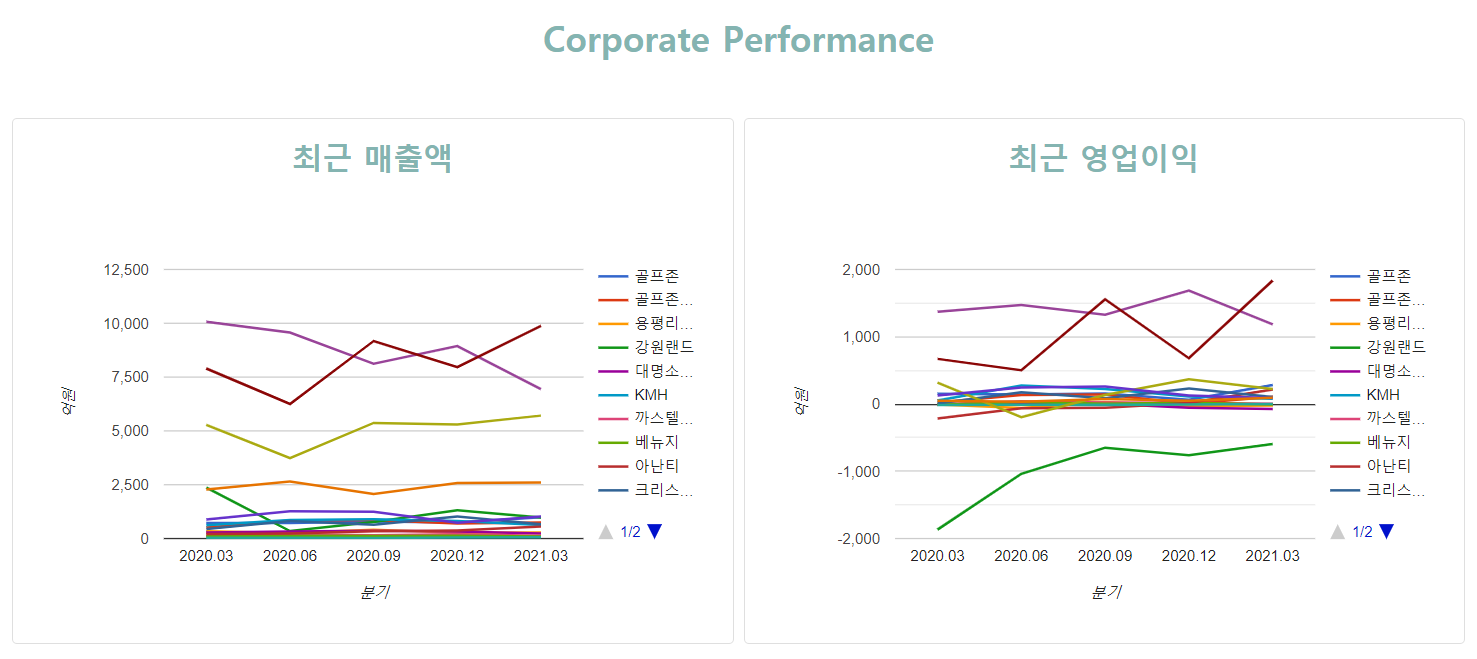 Corporate Performance
최근 매출액
12,500
10,000
7,500
5,000
2,500
0
억원
2020.03 2020.06 2020.09 2020.12 2021.03
분기
골프존
골프존...
용평리...
강원랜드
대명소...
KMH
까스텔...
베뉴지
아난티
크리스...
1/2
최근 영업이익
2,000
1,000
0
-1,000
-2,000
억원
2020.03 2020.06 2020.09 2020.12 2021.03
분기
골프존
골프존...
용평리...
강원랜드
대명소...
KMH
까스텔...
베뉴지
아난티
크리스...
1/2